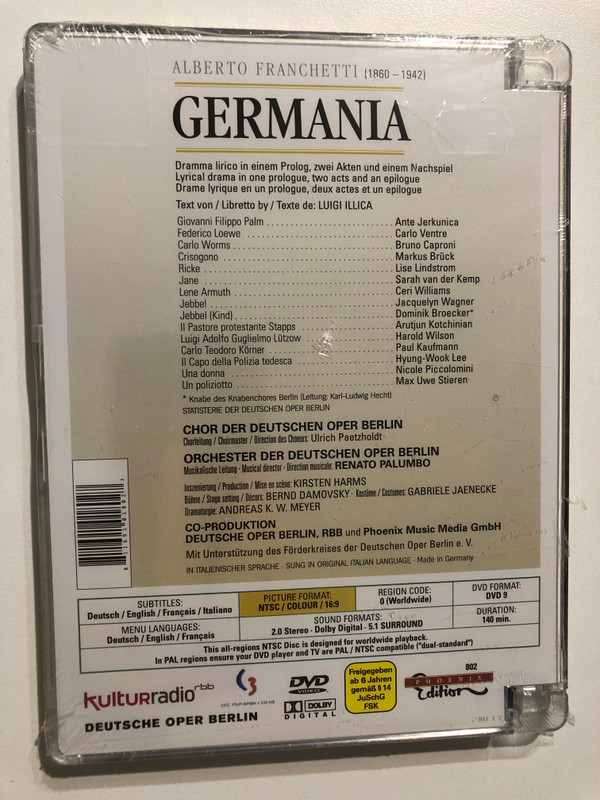 ALBERTO FRANCHETTI (1860 – 1942)
GERMANIA
Dramma lirico in einem Prolog, zwei Akten und einem Nachspiel
Lyrical drama in one prologue, two acts and an epilogue
Drame lyrique en un prologue, deux actes et un epilogue
Text von / Libretto by / Texte de: LUIGI ILLICA
Giovanni Filippo Palm ........ Ante Jerkunica
Federico Loewe ........ Carlo Ventre
Carlo Worms ........ Bruno Caproni
Crisogono ........ Markus Brück
Ricke ........ Lise Lindstrom
Jane ........ Sarah van der Kemp
Lene Armuth ........ Ceri Williams
Jebbel ........ Jacquelyn Wagner
Jebbel (Kind) ........ Dominik Broecker*
Il Pastore protestante Stapps ........ Arutjun Kotchinian
Luigi Adolfo Guglielmo Lützow ........ Harold Wilson
Carlo Teodoro Körner ........ Paul Kaufmann
Il Capo della Polizia tedesca ........ Hyung-Wook Lee
Una donna ........ Nicole Piccolomini
Un poliziotto ........ Max Uwe Stieren
* Knabe des Knabenchores Berlin (Leitung: Karl-Ludwig Hecht)
STATISTERIE DER DEUTSCHEN OPER BERLIN
CHOR DER DEUTSCHEN OPER BERLIN
Chorleitung / Choirmaster / Direction des Choeurs: Ulrich Paetzholdt
ORCHESTER DER DEUTSCHEN OPER BERLIN
Musikalische Leitung · Musical director · Direction musicale: RENATO PALUMBO
Inszenierung / Production / Mise en scène: KIRSTEN HARMS
Bühne / Stage setting / Décors: BERND DAMOVSKY · Kostüme / Costumes: GABRIELE JAENECKE
Dramaturgie: ANDREAS K. W. MEYER
CO-PRODUKTION
DEUTSCHE OPER BERLIN, RBB und Phoenix Music Media GmbH
Mit Unterstützung des Förderkreises der Deutschen Oper Berlin e. V.
IN ITALIENISCHER SPRACHE · SUNG IN ORIGINAL ITALIAN LANGUAGE · Made in Germany
SUBTITLES:
Deutsch / English / Français / Italiano
PICTURE FORMAT:
NTSC / COLOUR / 16:9
REGION CODE:
0 (Worldwide)
DVD FORMAT:
DVD 9
MENU LANGUAGES:
Deutsch / English / Français
SOUND FORMATS:
2.0 Stereo · Dolby Digital · 5.1 SURROUND
DURATION:
140 min.
This all-regions NTSC Disc is designed for worldwide playback.
In PAL regions ensure your DVD player and TV are PAL / NTSC compatible ("dual-standard")
kulturradio rbb
DEUTSCHE OPER BERLIN
DVD
VIDEO
DOLBY
DIGITAL
Freigegeben
ab 6 Jahren
gemäß § 14
JuSchG
FSK
802
PHOENIX
Edition